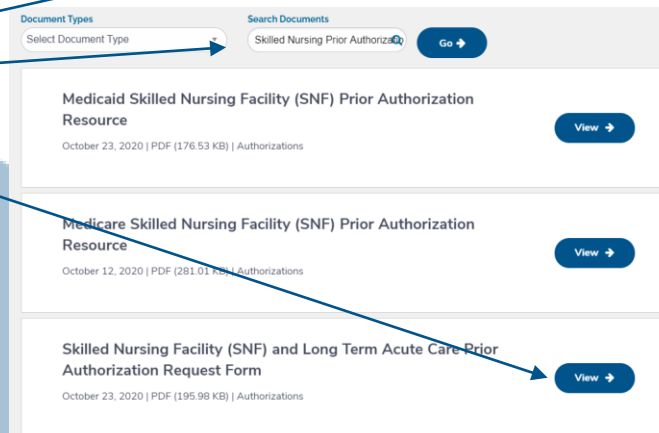 Document Types
Search Documents
Select Document Type
Skilled Nursing Prior Authorizatio
Go
Medicaid Skilled Nursing Facility (SNF) Prior Authorization
Resource
October 23, 2020 | PDF (176.53 KB) | Authorizations
View
Medicare Skilled Nursing Facility (SNF) Prior Authorization
Resource
October 12, 2020 | PDF (281.01 KB) | Authorizations
View
Skilled Nursing Facility (SNF) and Long Term Acute Care Prior
Authorization Request Form
October 23, 2020 | PDF (195.98 KB) | Authorizations
View